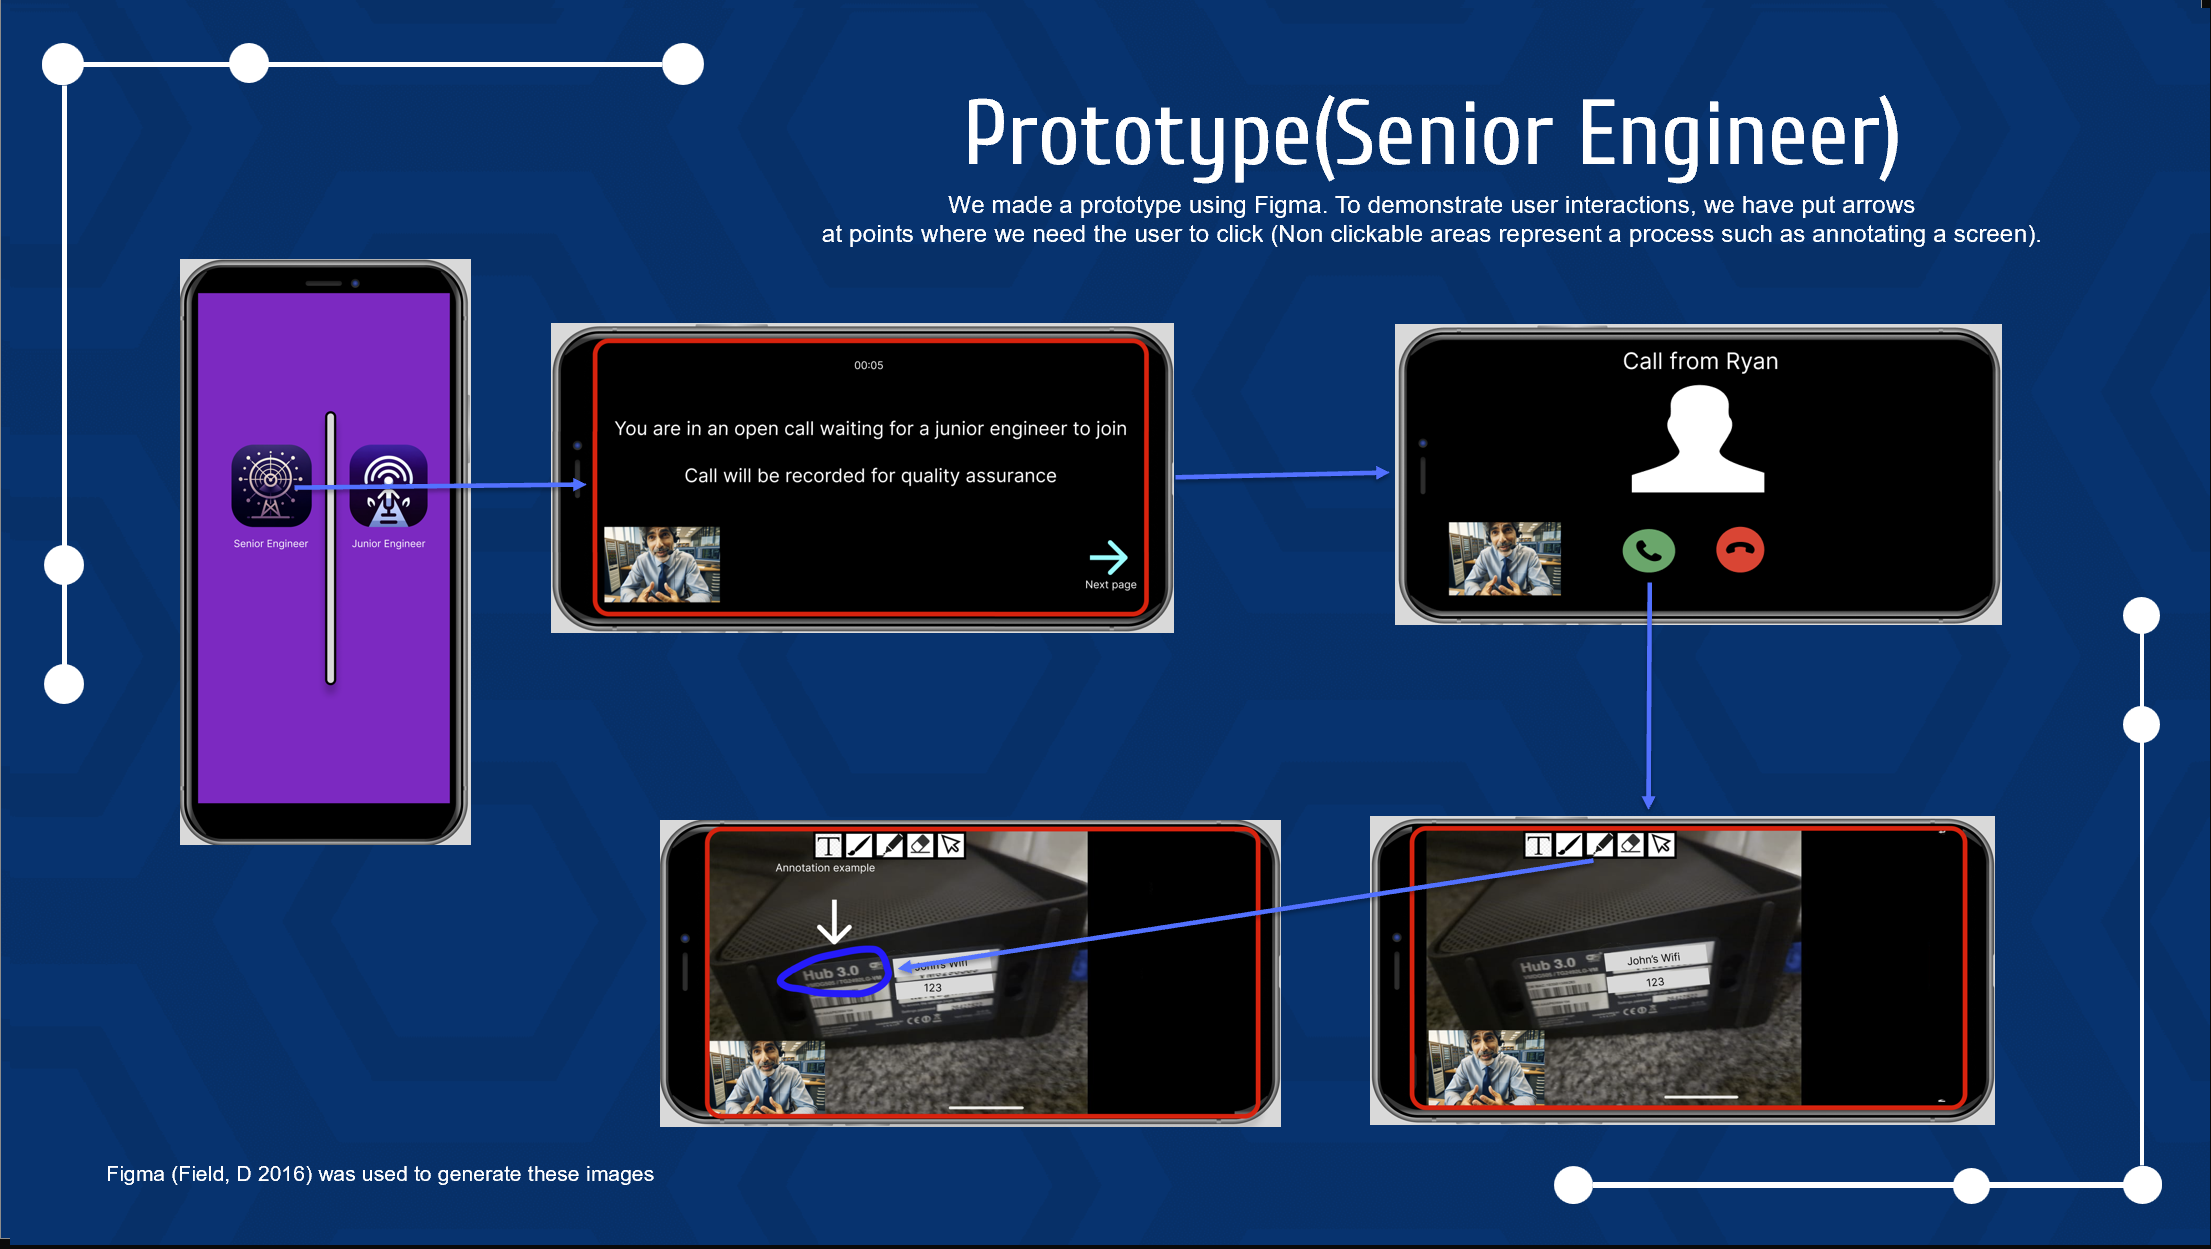 Prototype(Senior Engineer)
We made a prototype using Figma. To demonstrate user interactions, we have put arrows
at points where we need the user to click (Non clickable areas represent a process such as annotating a screen).
Senior Engineer
Junior Engineer
00:05
You are in an open call waiting for a junior engineer to join
Call will be recorded for quality assurance
Next page
Call from Ryan
T
Annotation example
Hub 3.0
John's Wifi
123
T
Hub 3.0
John's Wifi
123
Figma (Field, D 2016) was used to generate these images